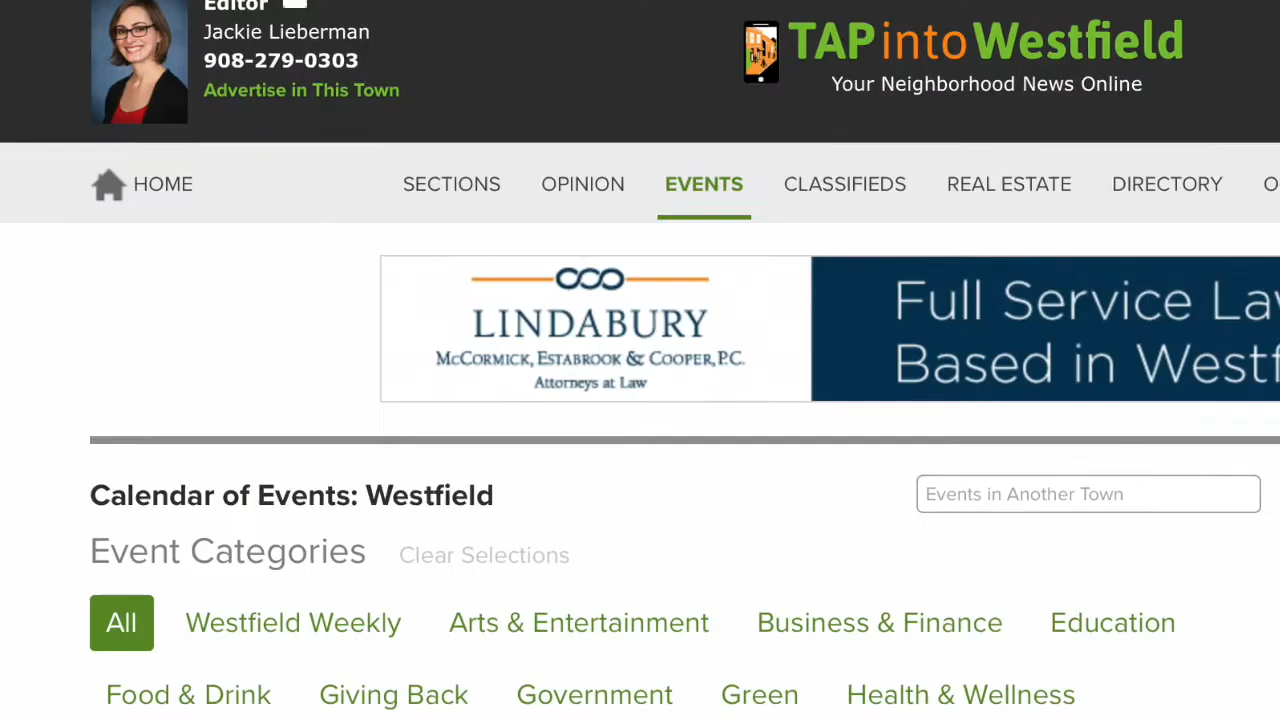 Editor
Jackie Lieberman
908-279-0303
Advertise in This Town
TAPintoWestfield
Your Neighborhood News Online
HOME
SECTIONS
OPINION
EVENTS
CLASSIFIEDS
REAL ESTATE
DIRECTORY
LINDABURY
McCORMICK, ESTABROOK & COOPER, P.C.
Attorneys at Law
Full Service
Based in
Calendar of Events: Westfield
Events in Another Town
Event Categories
Clear Selections
All
Westfield Weekly
Arts & Entertainment
Business & Finance
Education
Food & Drink
Giving Back
Government
Green
Health & Wellness